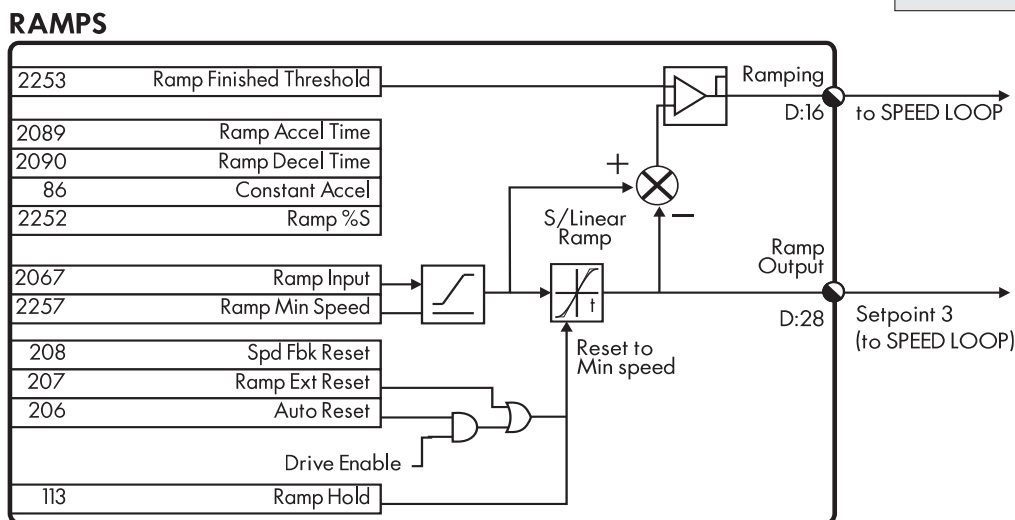 RAMPS
2253 Ramp Finished Threshold
2089 Ramp Accel Time
2090 Ramp Decel Time
86 Constant Accel
2252 Ramp %S
2067 Ramp Input
2257 Ramp Min Speed
208 Spd Fbk Reset
207 Ramp Ext Reset
206 Auto Reset
Drive Enable
113 Ramp Hold
+
−
S/Linear
Ramp
t
Reset to
Min speed
Ramping
D:16
to SPEED LOOP
Ramp
Output
D:28
Setpoint 3
(to SPEED LOOP)